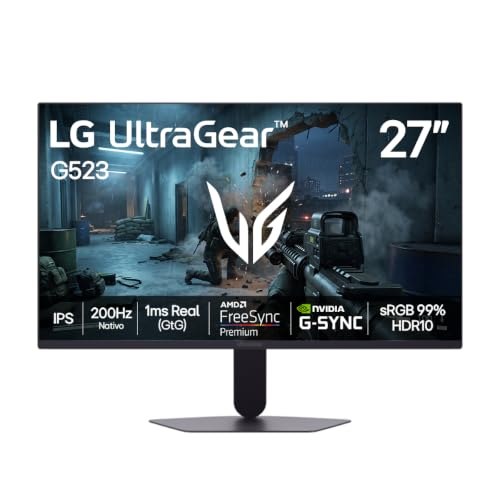 LG UltraGear™
27"
G523
IPS
200Hz
Nativo
1ms Real
(GtG)
AMD
FreeSync
Premium
NVIDIA
G-SYNC
sRGB 99%
HDR10